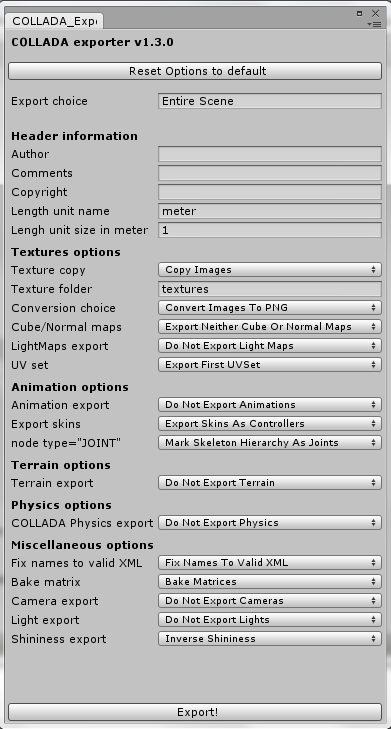 COLLADA_Expo
COLLADA exporter v1.3.0
Reset Options to default
Export choice Entire Scene
Header information
Author
Comments
Copyright
Length unit name meter
Lengh unit size in meter 1
Textures options
Texture copy Copy Images
Texture folder textures
Conversion choice Convert Images To PNG
Cube/Normal maps Export Neither Cube Or Normal Maps
LightMaps export Do Not Export Light Maps
UV set Export First UVSet
Animation options
Animation export Do Not Export Animations
Export skins Export Skins As Controllers
node type="JOINT" Mark Skeleton Hierarchy As Joints
Terrain options
Terrain export Do Not Export Terrain
Physics options
COLLADA Physics export Do Not Export Physics
Miscellaneous options
Fix names to valid XML Fix Names To Valid XML
Bake matrix Bake Matrices
Camera export Do Not Export Cameras
Light export Do Not Export Lights
Shininess export Inverse Shininess
Export!